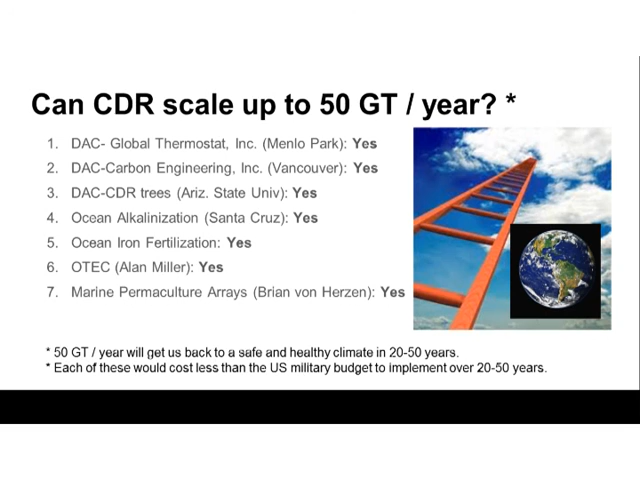 Can CDR scale up to 50 GT / year? *
1. DAC- Global Thermostat, Inc. (Menlo Park): Yes
2. DAC-Carbon Engineering, Inc. (Vancouver): Yes
3. DAC-CDR trees (Ariz. State Univ): Yes
4. Ocean Alkalinization (Santa Cruz): Yes
5. Ocean Iron Fertilization: Yes
6. OTEC (Alan Miller): Yes
7. Marine Permaculture Arrays (Brian von Herzen): Yes
* 50 GT / year will get us back to a safe and healthy climate in 20-50 years.
* Each of these would cost less than the US military budget to implement over 20-50 years.